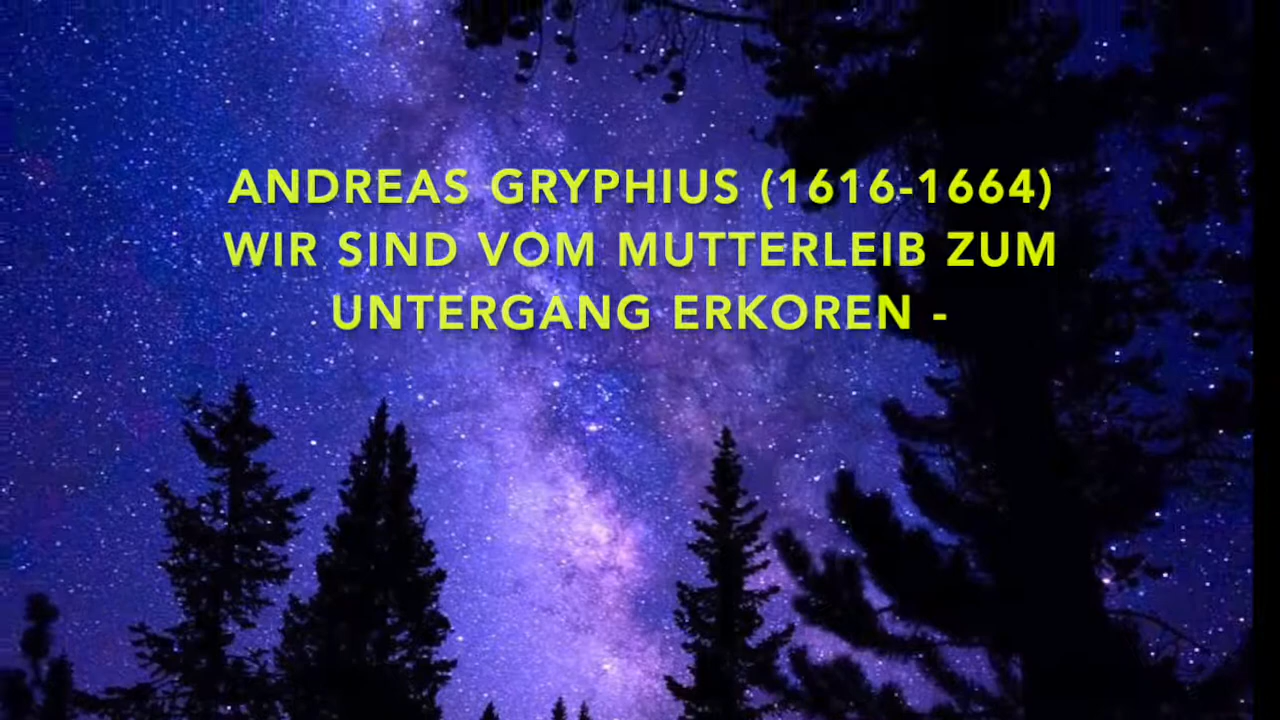 ANDREAS GRYPHIUS (1616-1664)
WIR SIND VOM MUTTERLEIB ZUM
UNTERGANG ERKOREN -